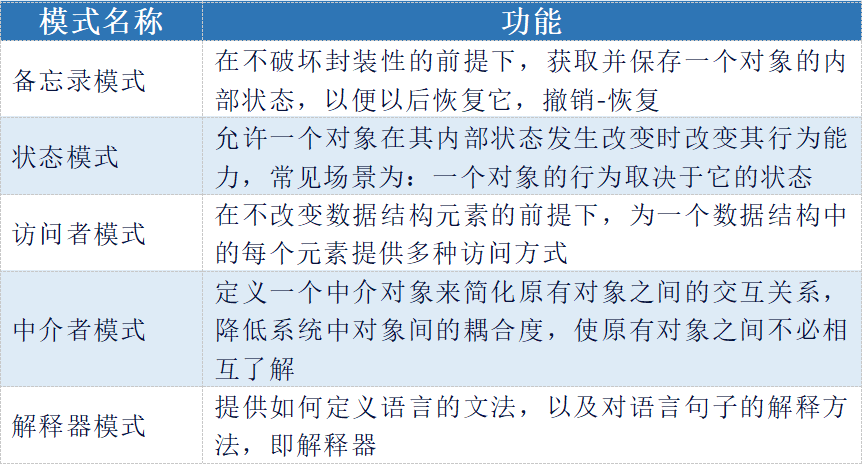 模式名称 功能
备忘录模式 在不破坏封装性的前提下，获取并保存一个对象的内
部状态，以便以后恢复它，撤销-恢复
状态模式 允许一个对象在其内部状态发生改变时改变其行为能
力，常见场景为：一个对象的行为取决于它的状态
访问者模式 在不改变数据结构元素的前提下，为一个数据结构中
的每个元素提供多种访问方式
中介者模式 定义一个中介对象来简化原有对象之间的交互关系，
降低系统中对象间的耦合度，使原有对象之间不必相
互了解
解释器模式 提供如何定义语言的文法，以及对语言句子的解释方
法，即解释器